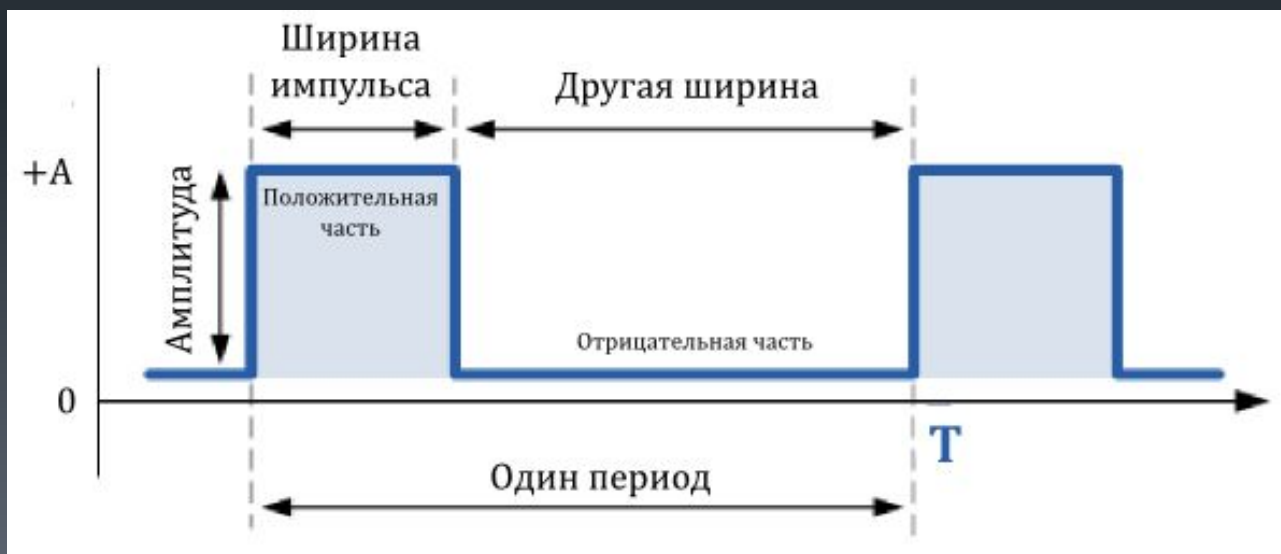 Ширина
импульса
Другая ширина
+A
Амплитуда
Положительная
часть
Отрицательная часть
0
T
Один период